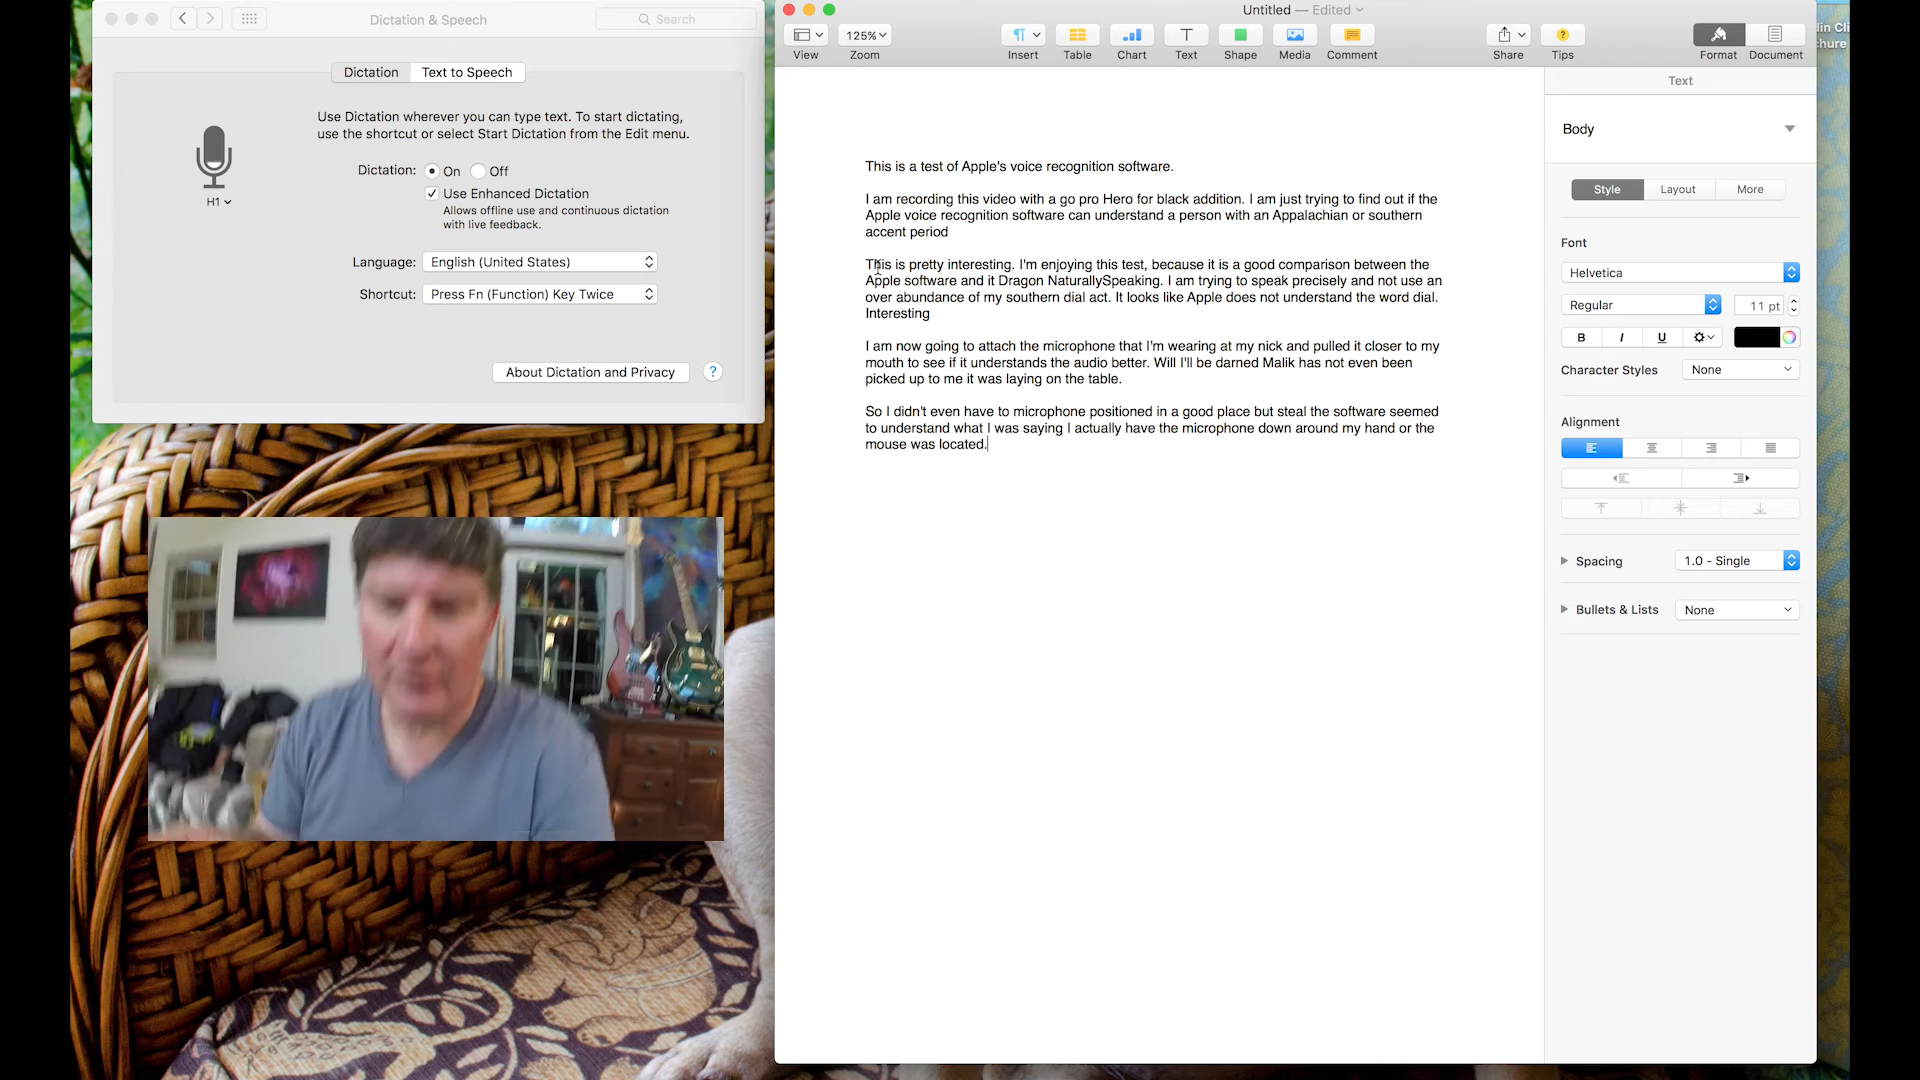 Dictation & Speech
Search
Dictation
Text to Speech
Use Dictation wherever you can type text. To start dictating,
use the shortcut or select Start Dictation from the Edit menu.
H1
Dictation:
On
Off
Use Enhanced Dictation
Allows offline use and continuous dictation
with live feedback.
Language:
English (United States)
Shortcut:
Press Fn (Function) Key Twice
About Dictation and Privacy
?
Untitled — Edited
125%
View
Zoom
Insert
Table
Chart
Text
Shape
Media
Comment
Share
Tips
Format
Document
This is a test of Apple's voice recognition software.
I am recording this video with a go pro Hero for black addition. I am just trying to find out if the
Apple voice recognition software can understand a person with an Appalachian or southern
accent period
This is pretty interesting. I'm enjoying this test, because it is a good comparison between the
Apple software and it Dragon NaturallySpeaking. I am trying to speak precisely and not use an
over abundance of my southern dial act. It looks like Apple does not understand the word dial.
Interesting
I am now going to attach the microphone that I'm wearing at my nick and pulled it closer to my
mouth to see if it understands the audio better. Will I'll be darned Malik has not even been
picked up to me it was laying on the table.
So I didn't even have to microphone positioned in a good place but steal the software seemed
to understand what I was saying I actually have the microphone down around my hand or the
mouse was located.
Text
Body
Style
Layout
More
Font
Helvetica
Regular
11 pt
B
I
U
Character Styles
None
Alignment
Spacing
1.0 - Single
Bullets & Lists
None